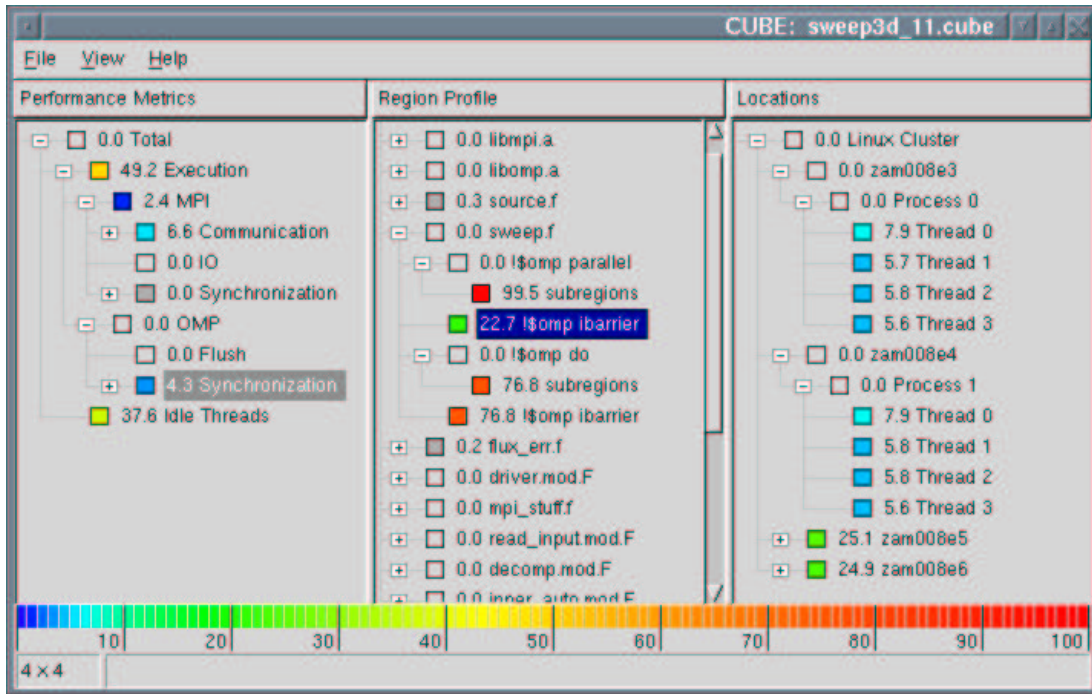 CUBE: sweep3d_11.cube
File View Help
Performance Metrics
0.0 Total
49.2 Execution
2.4 MPI
6.6 Communication
0.0 IO
0.0 Synchronization
0.0 OMP
0.0 Flush
4.3 Synchronization
37.6 Idle Threads
Region Profile
0.0 libmpi.a
0.0 libomp.a
0.3 source.f
0.0 sweep.f
0.0 !$omp parallel
99.5 subregions
22.7 !$omp ibarrier
0.0 !$omp do
76.8 subregions
76.8 !$omp ibarrier
0.2 flux_err.f
0.0 driver.mod.F
0.0 mpi_stuff.f
0.0 read_input.mod.F
0.0 decomp.mod.F
0.0 inner_auto.mod.F
Locations
0.0 Linux Cluster
0.0 zam008e3
0.0 Process 0
7.9 Thread 0
5.7 Thread 1
5.8 Thread 2
5.6 Thread 3
0.0 zam008e4
0.0 Process 1
7.9 Thread 0
5.8 Thread 1
5.8 Thread 2
5.6 Thread 3
25.1 zam008e5
24.9 zam008e6
10 20 30 40 50 60 70 80 90 100
4 × 4